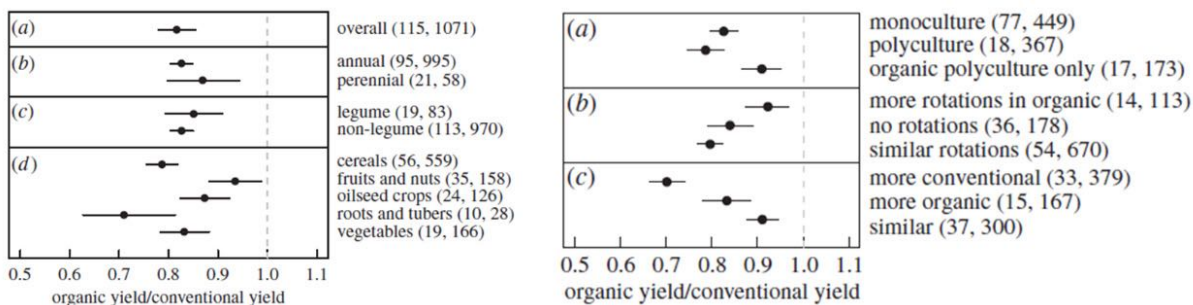 (a)
overall (115, 1071)
(b)
annual (95, 995)
perennial (21, 58)
(c)
legume (19, 83)
non-legume (113, 970)
(d)
cereals (56, 559)
fruits and nuts (35, 158)
oilseed crops (24, 126)
roots and tubers (10, 28)
vegetables (19, 166)
0.5 0.6 0.7 0.8 0.9 1.0 1.1
organic yield/conventional yield
(a)
monoculture (77, 449)
polyculture (18, 367)
organic polyculture only (17, 173)
(b)
more rotations in organic (14, 113)
no rotations (36, 178)
similar rotations (54, 670)
(c)
more conventional (33, 379)
more organic (15, 167)
similar (37, 300)
0.5 0.6 0.7 0.8 0.9 1.0 1.1
organic yield/conventional yield